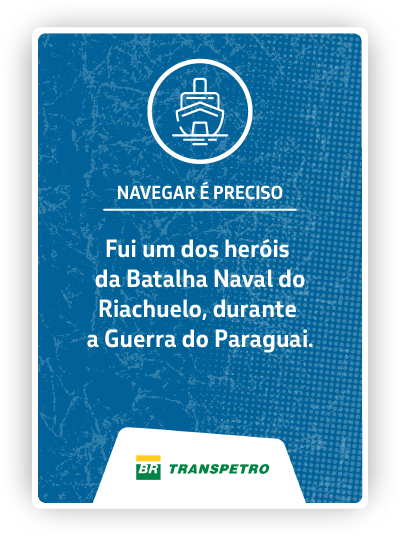 NAVEGAR É PRECISO
Fui um dos heróis
da Batalha Naval do
Riachuelo, durante
a Guerra do Paraguai.
BR TRANSPETRO